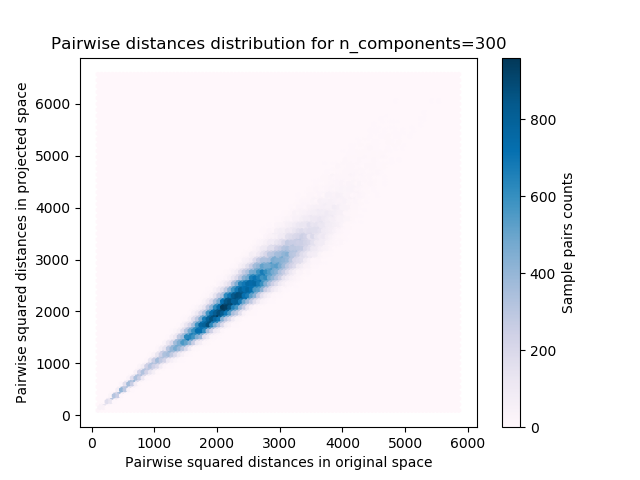 Pairwise distances distribution for n_components=300
Pairwise squared distances in projected space
6000
5000
4000
3000
2000
1000
0
0 1000 2000 3000 4000 5000 6000
Pairwise squared distances in original space
800
600
400
200
0
Sample pairs counts